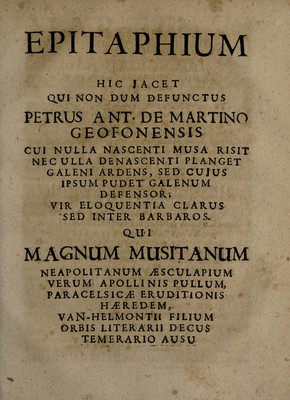 EPITAPHIUM
HIC JACET
QUI NON DUM DEFUNCTUS
PETRUS ANT. DE MARTINO
GEOFONENSIS
CUI NULLA NASCENTI MUSA RISIT
NEC ULLA DENASCENTI PLANGET
GALENI ARDENS, SED CUJUS
IPSUM PUDET GALENUM
DEFENSOR;
VIR ELOQUENTIA CLARUS
SED INTER BARBAROS.
QUI
MAGNUM MUSITANUM
NEAPOLITANUM ÆSCULAPIUM
VERUM APOLLINIS PULLUM,
PARACELSICÆ ERUDITIONIS
HÆREDEM,
VAN-HELMONTII FILIUM
ORBIS LITERARII DECUS
TEMERARIO AUSU